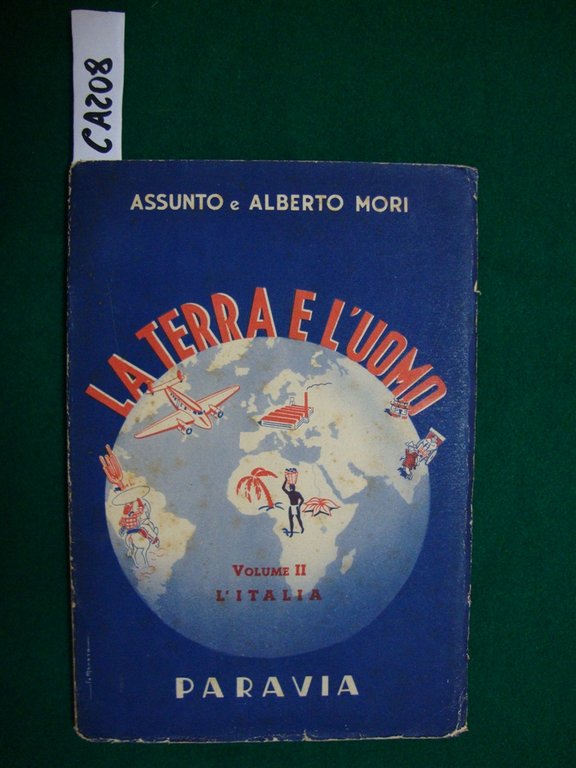 CA208
ASSUNTO e ALBERTO MORI
LA TERRA E L'UOMO
VOLUME II
L'ITALIA
PARAVIA